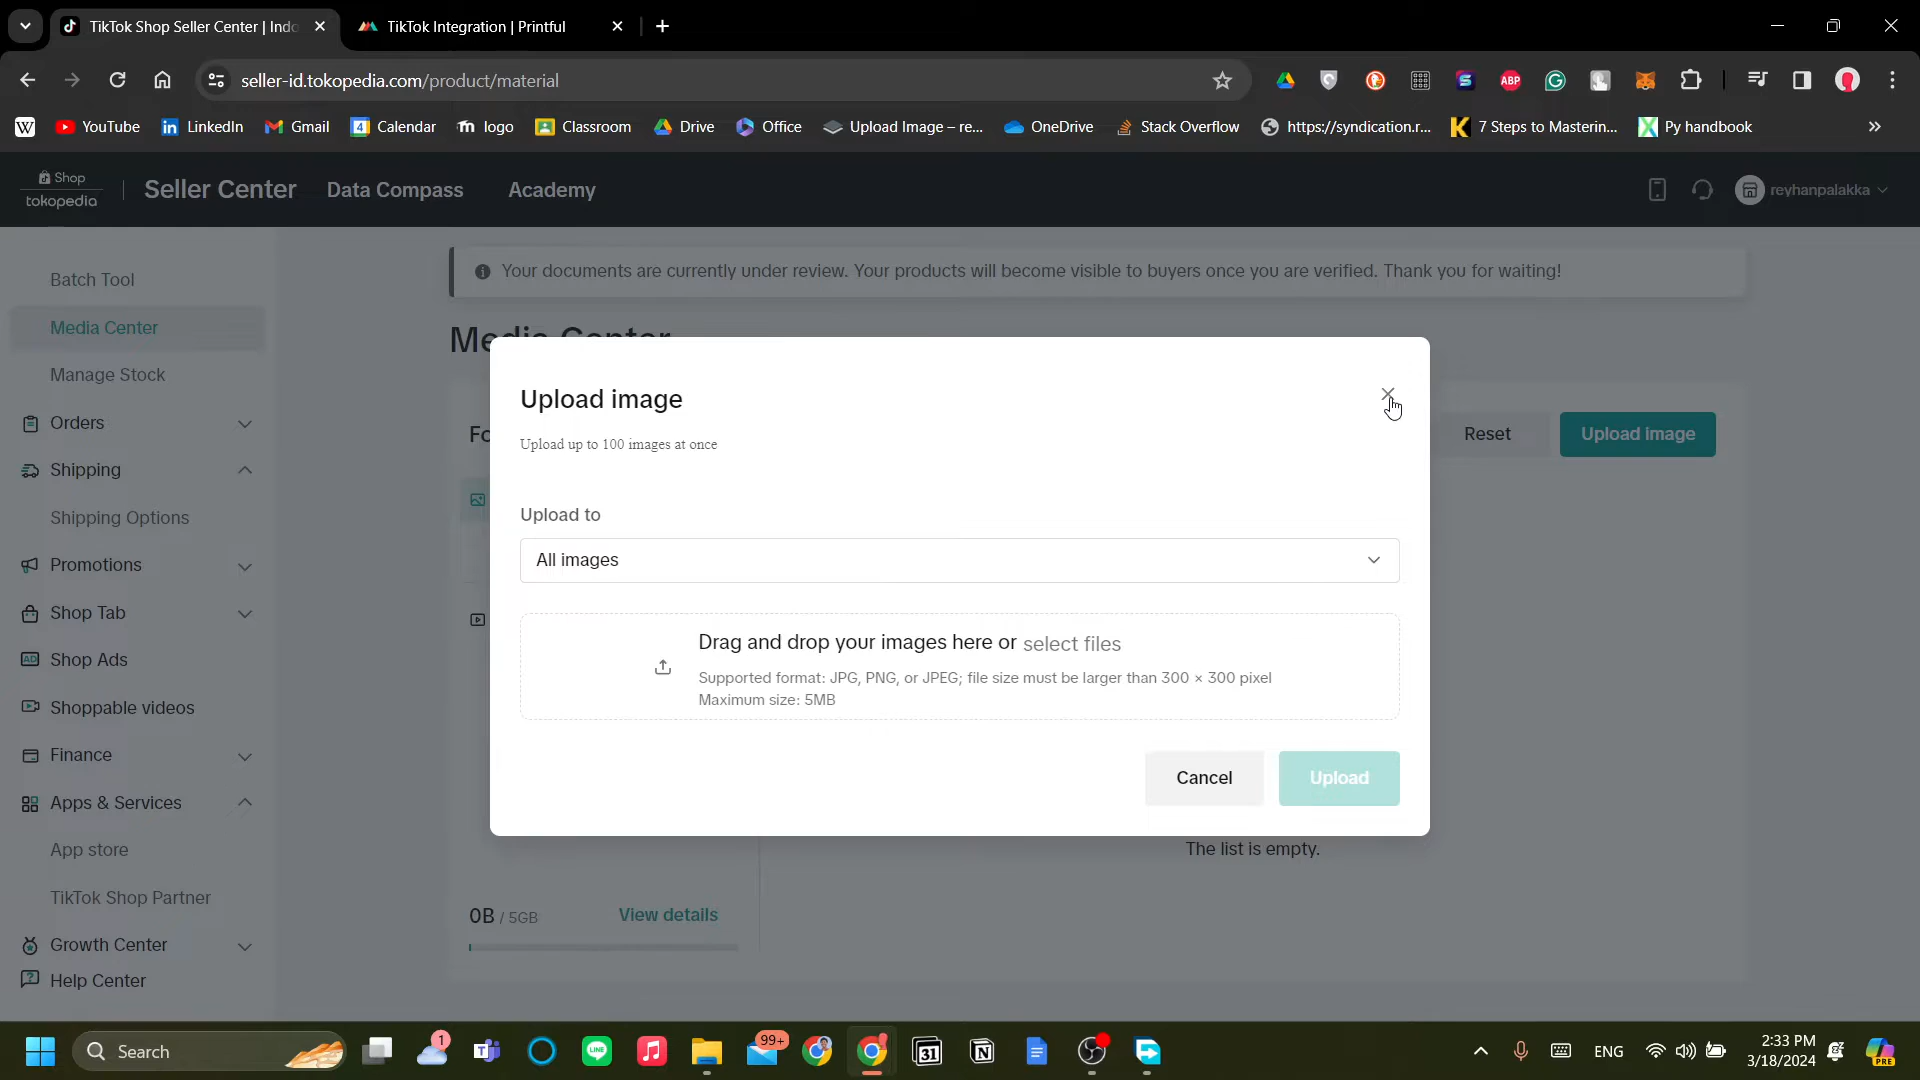 TikTok Shop Seller Center | Indo
TikTok Integration | Printful
seller-id.tokopedia.com/product/material
ABP
YouTube
LinkedIn
Gmail
Calendar
logo
Classroom
Drive
Office
Upload Image – re...
OneDrive
Stack Overflow
https://syndication.r...
7 Steps to Masterin...
Py handbook
Shop
tokopedia
Seller Center
Data Compass
Academy
reyhanpalakka
Batch Tool
Media Center
Manage Stock
Orders
Shipping
Shipping Options
Promotions
Shop Tab
Shop Ads
Shoppable videos
Finance
Apps & Services
App store
TikTok Shop Partner
Growth Center
Help Center
Your documents are currently under review. Your products will become visible to buyers once you are verified. Thank you for waiting!
Media Center
Fo
Reset
Upload image
Upload image
Upload up to 100 images at once
Upload to
All images
Drag and drop your images here or select files
Supported format: JPG, PNG, or JPEG; file size must be larger than 300 × 300 pixel
Maximum size: 5MB
Cancel
Upload
The list is empty.
0B / 5GB
View details
Search
1
99+
31
ENG
2:33 PM
3/18/2024
PRE